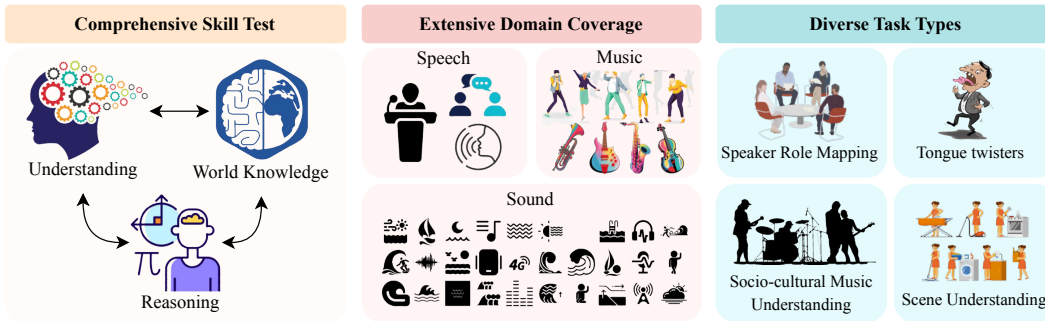 Comprehensive Skill Test
Understanding
World Knowledge
π
Reasoning
Extensive Domain Coverage
Speech
Music
Sound
4G
Diverse Task Types
Speaker Role Mapping
Tongue twisters
Socio-cultural Music
Understanding
Scene Understanding